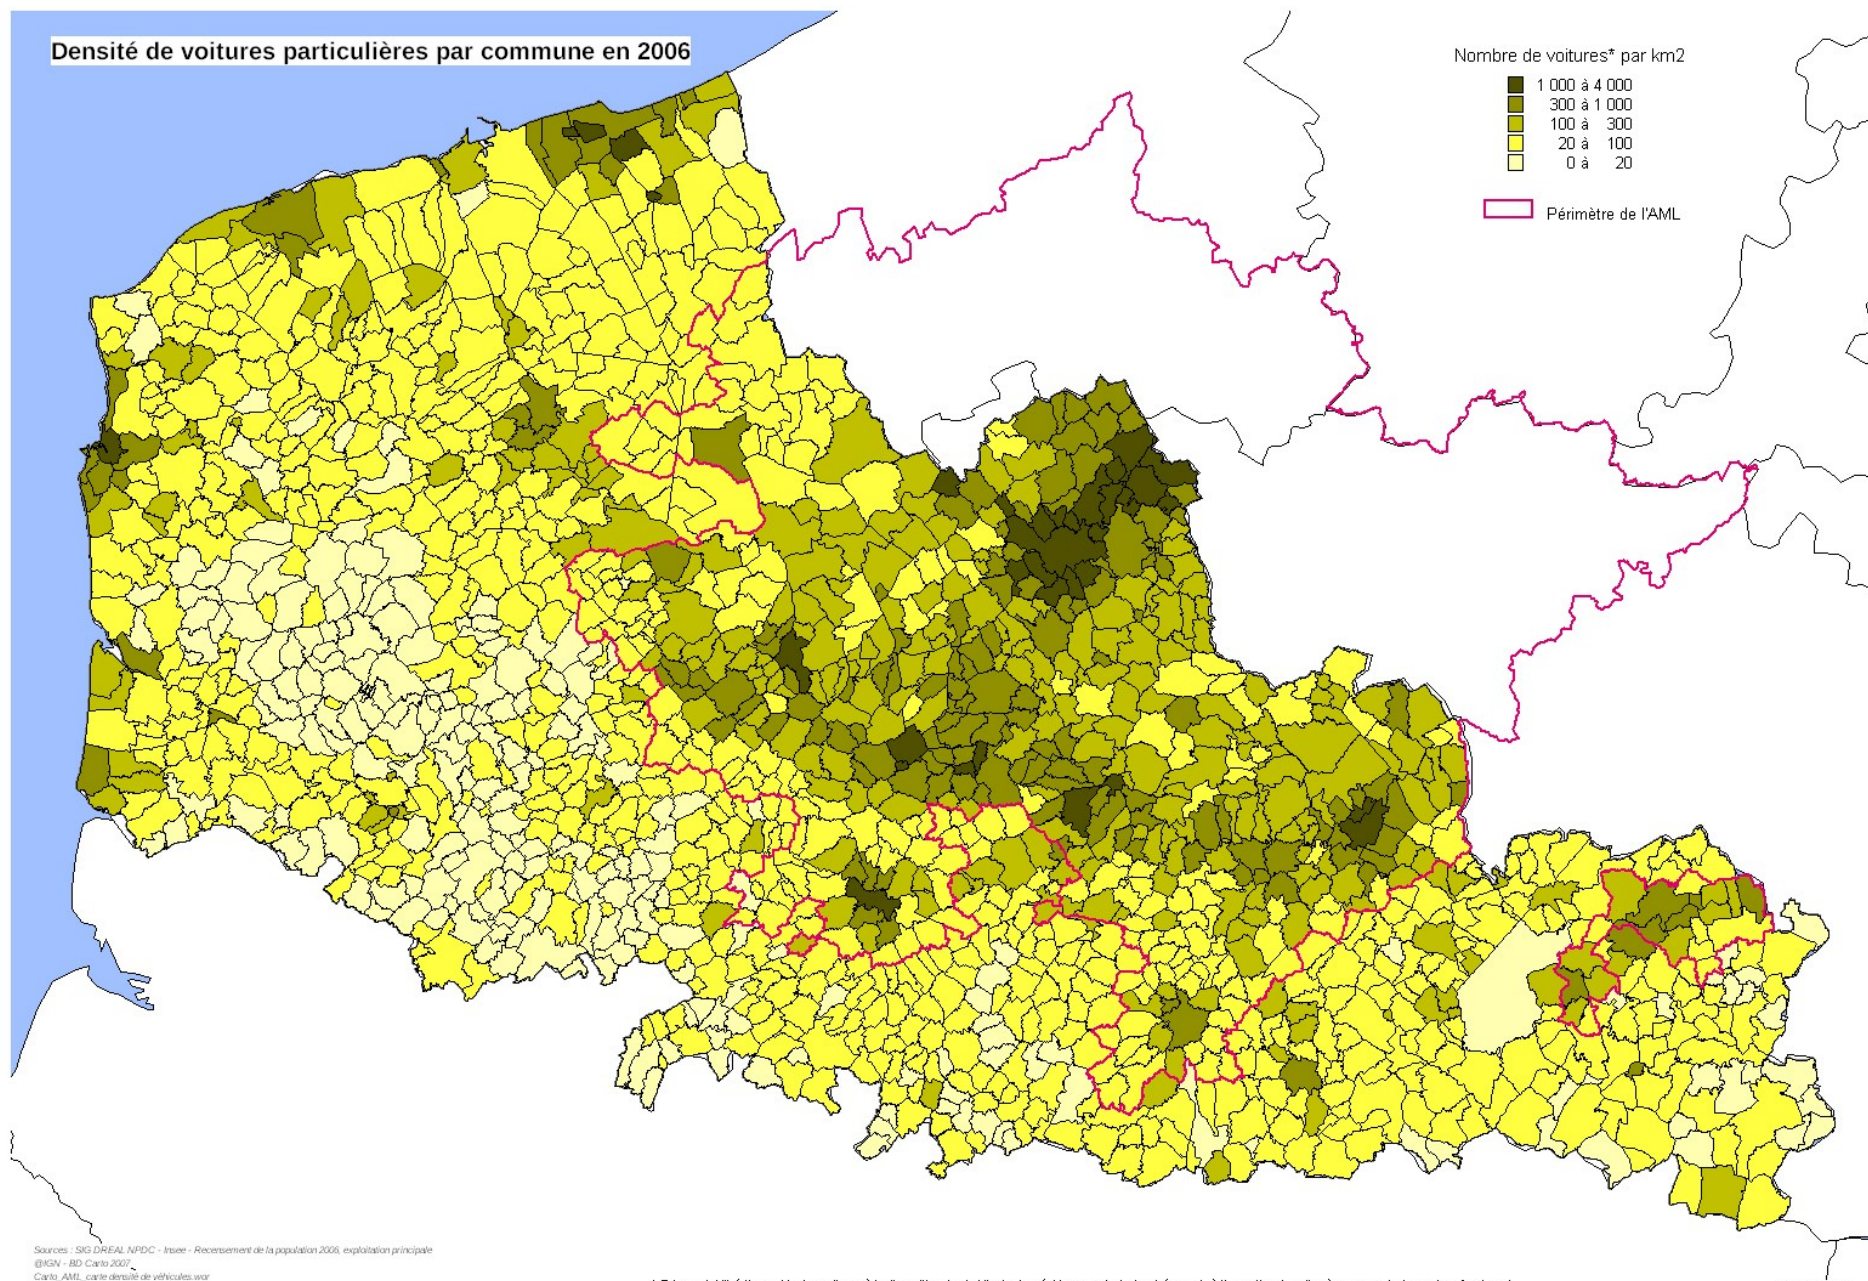 Densité de voitures particulières par commune en 2006
Nombre de voitures* par km2
1 000 à 4 000
300 à 1 000
100 à 300
20 à 100
0 à 20
Périmètre de l'AML
Sources : SIG DREAL NPDC - Insee - Recensement de la population 2006, exploitation principale
@IGN - BD Carto 2007
Carto_AML_carte densité de véhicules.wor